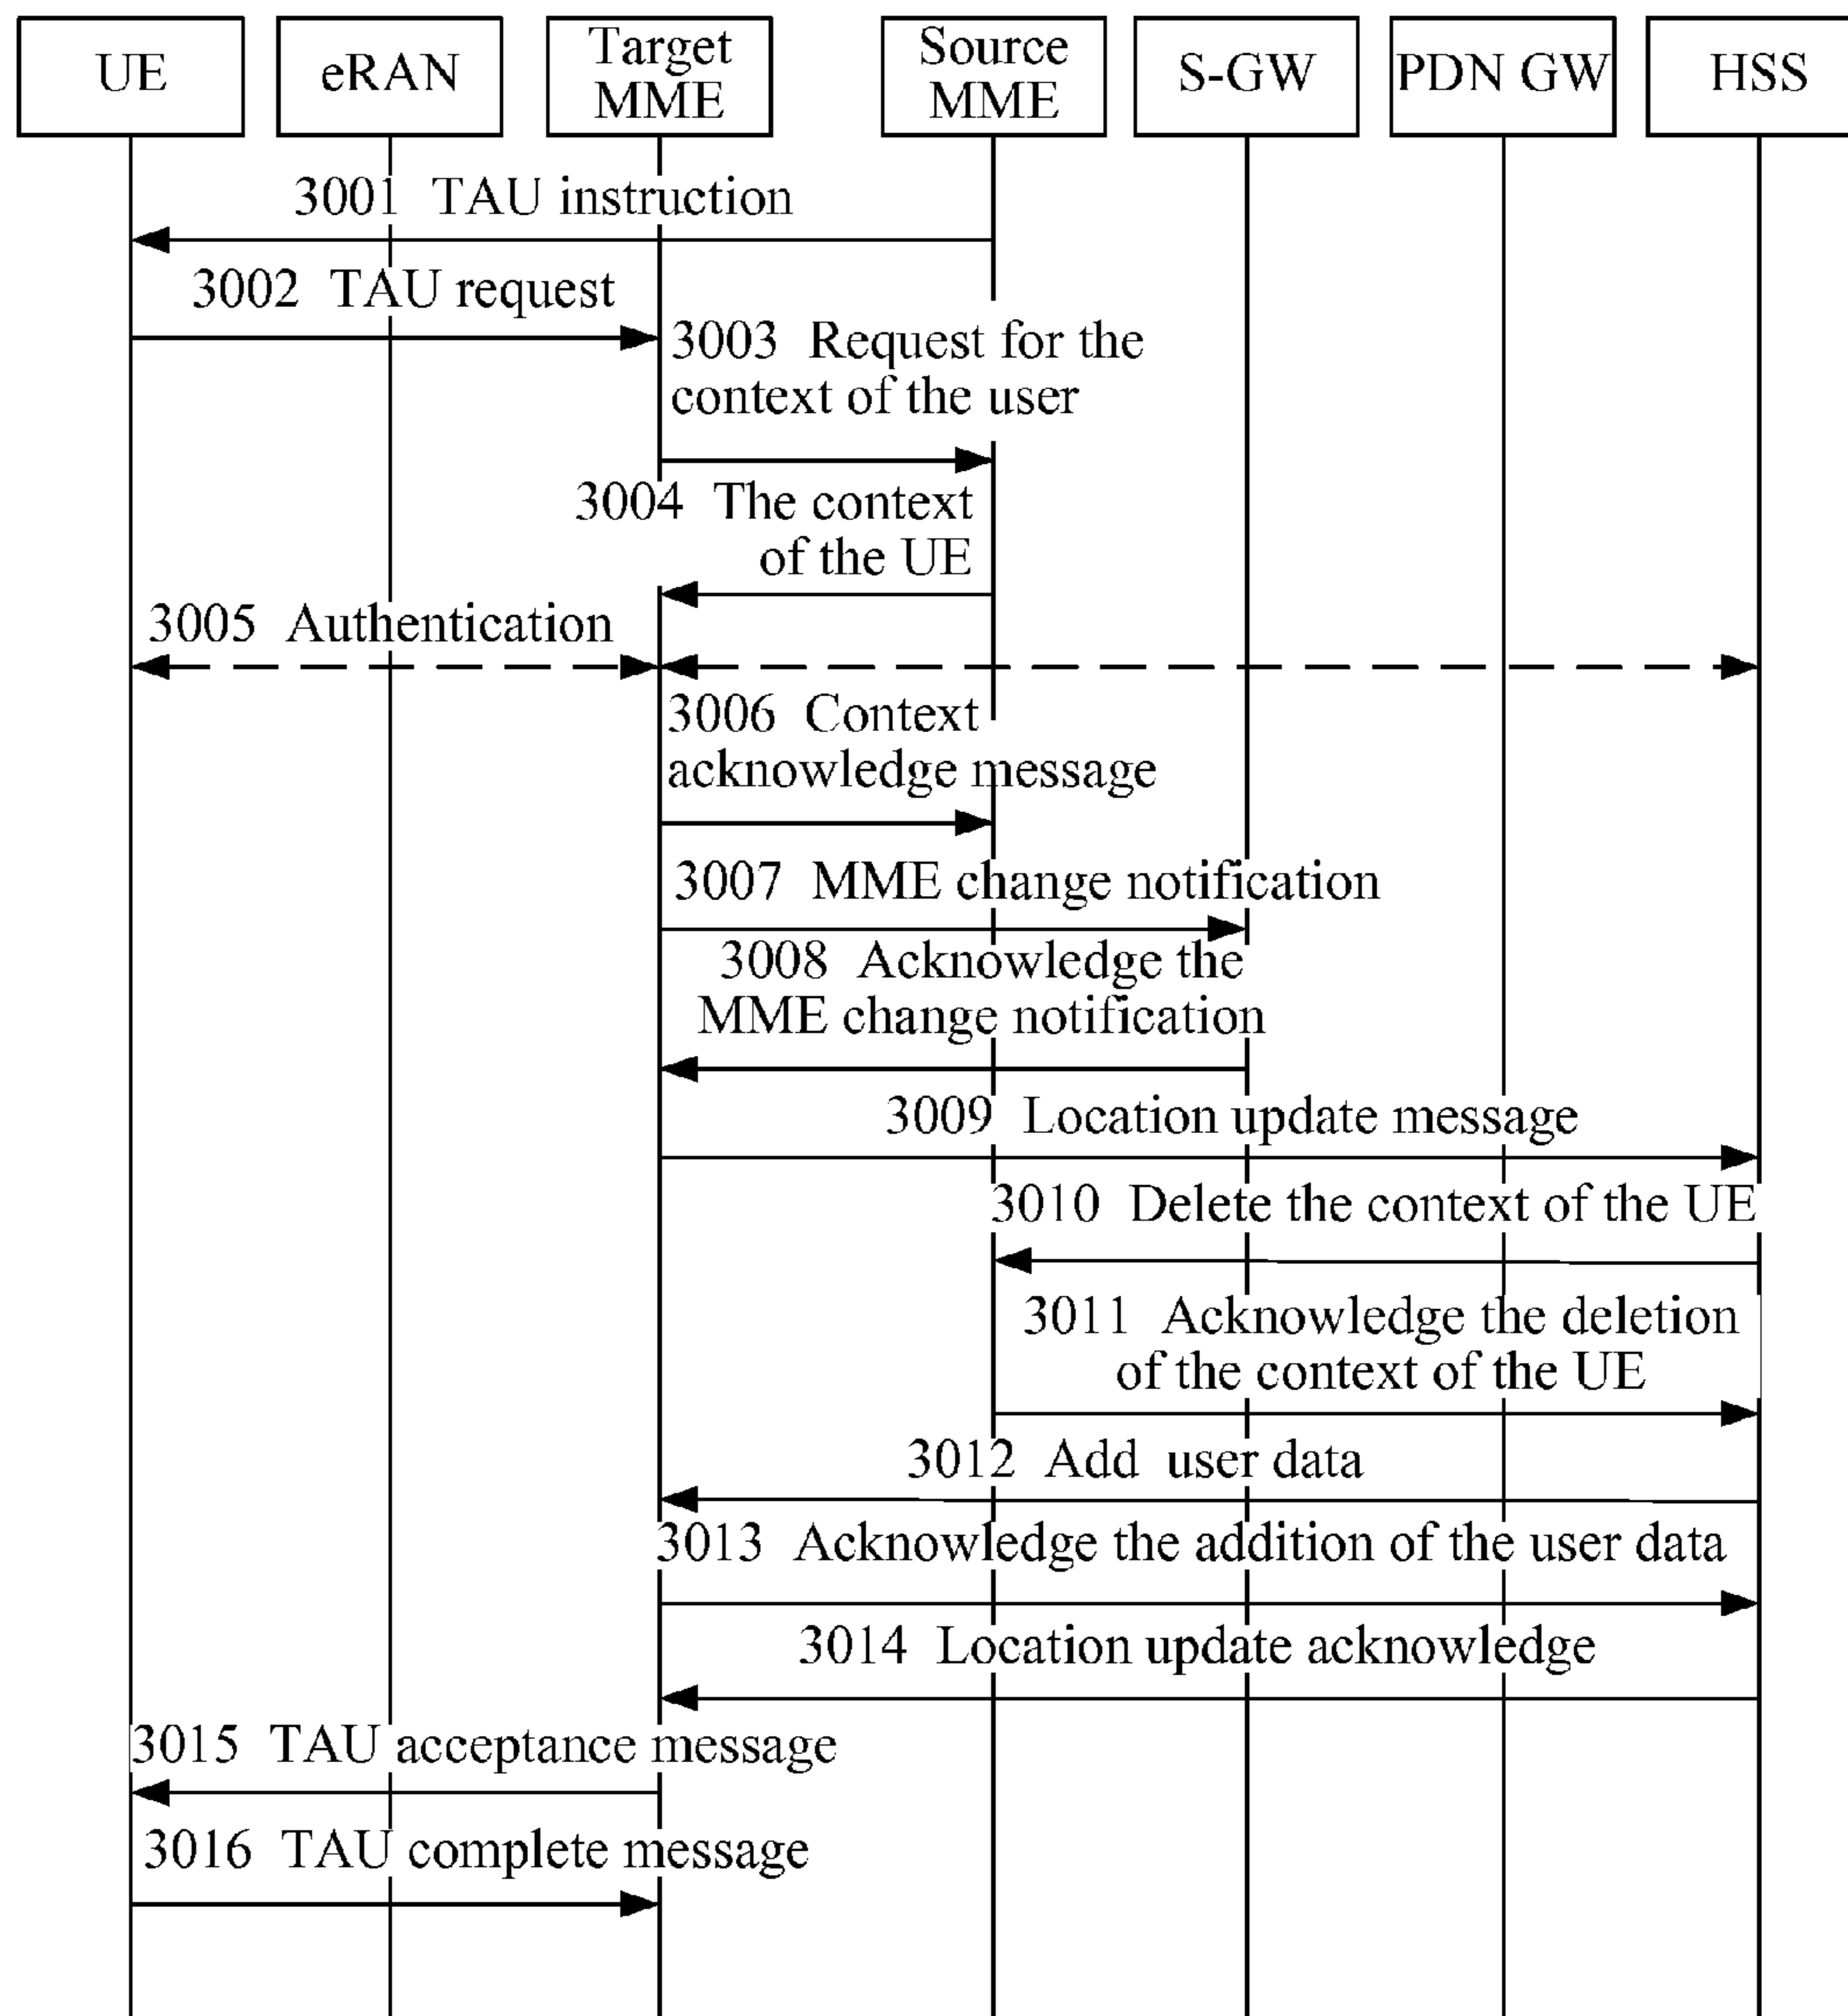 UE
eRAN
Target
MME
Source
MME
S-GW
PDN GW
HSS
3001 TAU instruction
3002 TAU request
3003 Request for the
context of the user
3004 The context
of the UE
3005 Authentication
3006 Context
acknowledge message
3007 MME change notification
3008 Acknowledge the
MME change notification
3009 Location update message
3010 Delete the context of the UE
3011 Acknowledge the deletion
of the context of the UE
3012 Add user data
3013 Acknowledge the addition of the user data
3014 Location update acknowledge
3015 TAU acceptance message
3016 TAU complete message